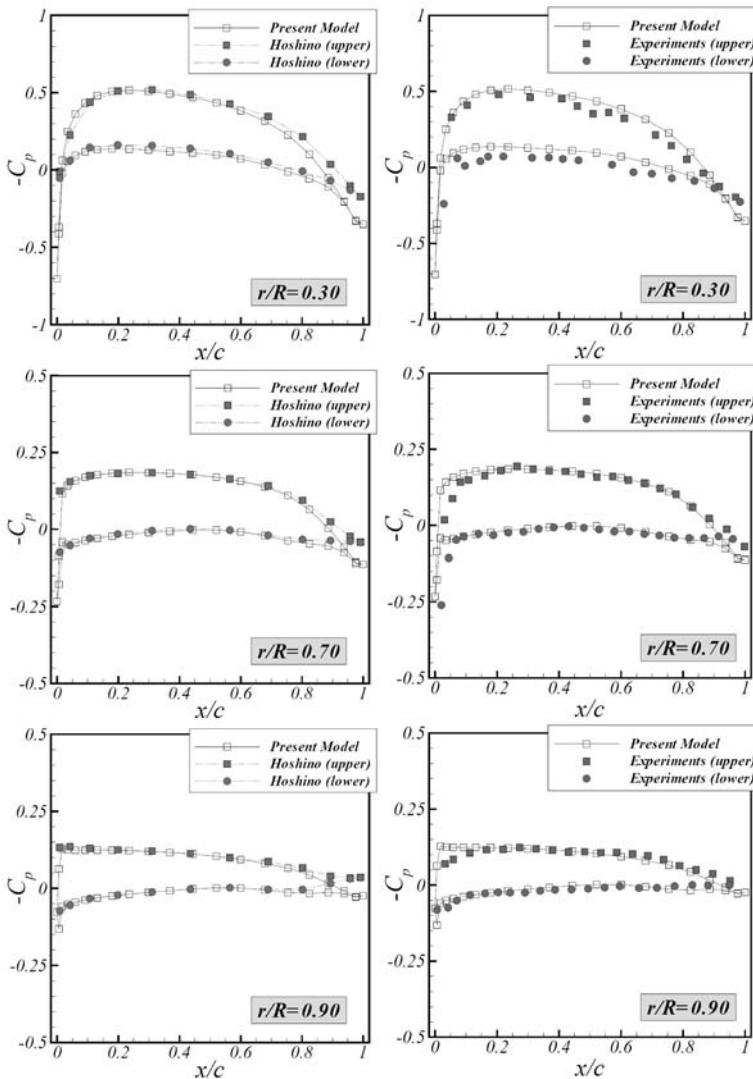 Present Model
Hoshino (upper)
Hoshino (lower)
1
0.5
0
-0.5
-1
-Cp
0
0.2
0.4
0.6
0.8
1
x/c
r/R=0.30
Present Model
Experiments (upper)
Experiments (lower)
1
0.5
0
-0.5
-1
-Cp
0
0.2
0.4
0.6
0.8
1
x/c
r/R=0.30
Present Model
Hoshino (upper)
Hoshino (lower)
0.5
0.25
0
-0.25
-0.5
-Cp
0
0.2
0.4
0.6
0.8
1
x/c
r/R=0.70
Present Model
Experiments (upper)
Experiments (lower)
0.5
0.25
0
-0.25
-0.5
-Cp
0
0.2
0.4
0.6
0.8
1
x/c
r/R=0.70
Present Model
Hoshino (upper)
Hoshino (lower)
0.5
0.25
0
-0.25
-0.5
-Cp
0
0.2
0.4
0.6
0.8
1
x/c
r/R=0.90
Present Model
Experiments (upper)
Experiments (lower)
0.5
0.25
0
-0.25
-0.5
-Cp
0
0.2
0.4
0.6
0.8
1
x/c
r/R=0.90